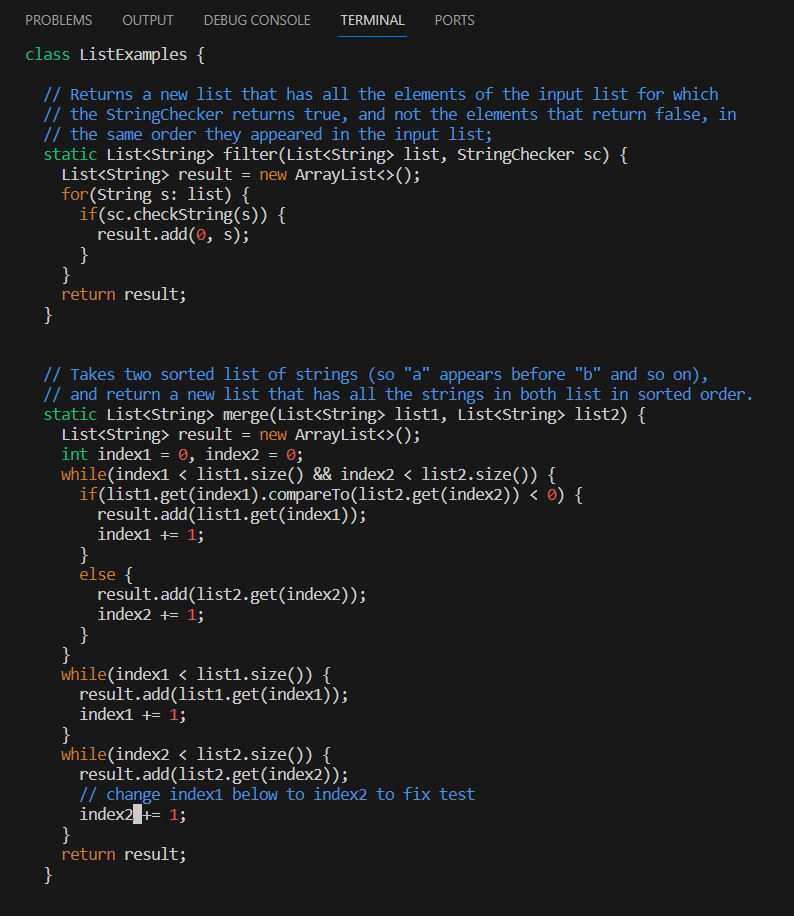 PROBLEMS OUTPUT DEBUG CONSOLE TERMINAL PORTS
class ListExamples {
  // Returns a new list that has all the elements of the input list for which
  // the StringChecker returns true, and not the elements that return false, in
  // the same order they appeared in the input list;
  static List<String> filter(List<String> list, StringChecker sc) {
    List<String> result = new ArrayList<>();
    for(String s: list) {
      if(sc.checkString(s)) {
        result.add(0, s);
      }
    }
    return result;
  }
  // Takes two sorted list of strings (so "a" appears before "b" and so on),
  // and return a new list that has all the strings in both list in sorted order.
  static List<String> merge(List<String> list1, List<String> list2) {
    List<String> result = new ArrayList<>();
    int index1 = 0, index2 = 0;
    while(index1 < list1.size() && index2 < list2.size()) {
      if(list1.get(index1).compareTo(list2.get(index2)) < 0) {
        result.add(list1.get(index1));
        index1 += 1;
      }
      else {
        result.add(list2.get(index2));
        index2 += 1;
      }
    }
    while(index1 < list1.size()) {
      result.add(list1.get(index1));
      index1 += 1;
    }
    while(index2 < list2.size()) {
      result.add(list2.get(index2));
      // change index1 below to index2 to fix test
      index2 += 1;
    }
    return result;
  }